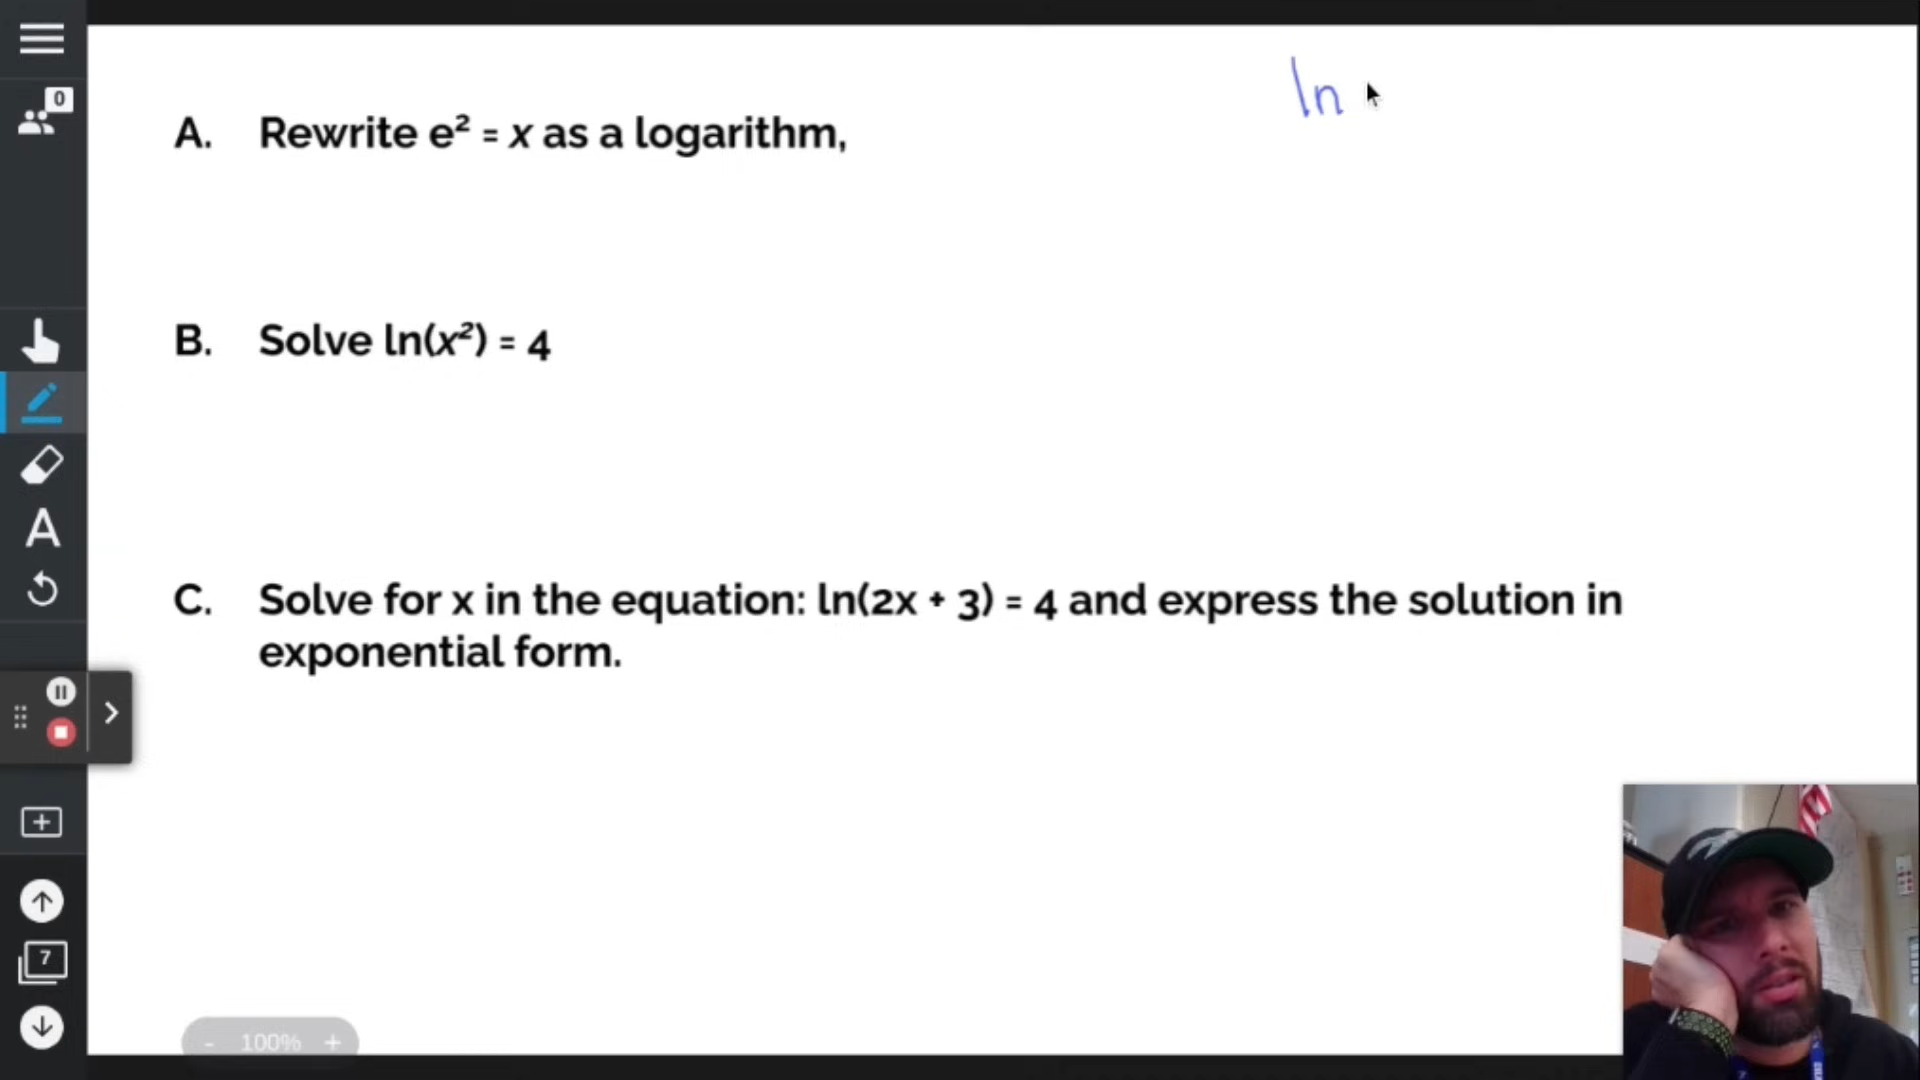 0
ln
A. Rewrite e² = x as a logarithm,
B. Solve ln(x²) = 4
A
C. Solve for x in the equation: ln(2x + 3) = 4 and express the solution in
exponential form.
7
- 100% +